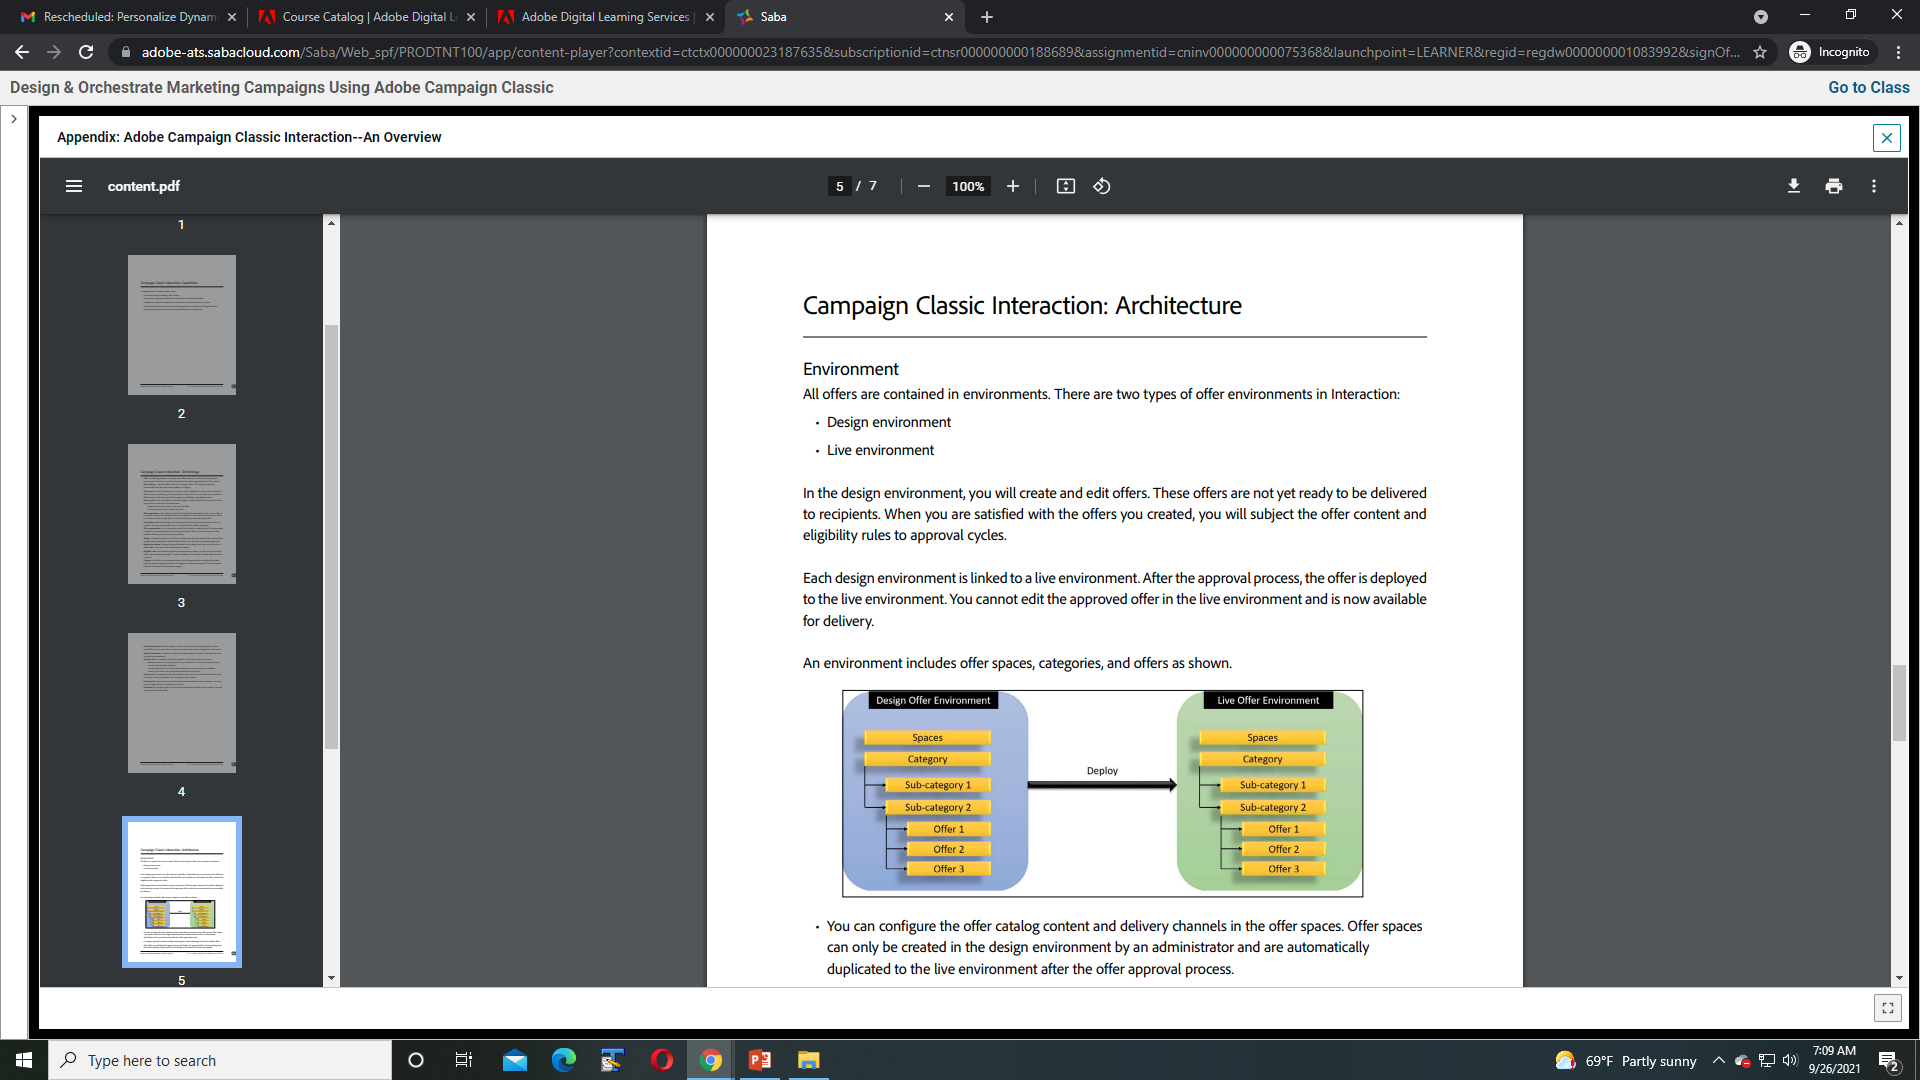 Rescheduled: Personalize Dynami
Course Catalog | Adobe Digital L
Adobe Digital Learning Services |
Saba
adobe-ats.sabacloud.com/Saba/Web_spf/PRODTNT100/app/content-player?contextid=ctctx000000023187635&subscriptionid=ctnsr0000000000188689&assignmentid=cninv000000000075368&launchpoint=LEARNER&regid=regdw000000001083992&signOf...
Incognito
Design & Orchestrate Marketing Campaigns Using Adobe Campaign Classic
Go to Class
Appendix: Adobe Campaign Classic Interaction--An Overview
content.pdf
5 / 7
100%
1
2
3
4
5
Campaign Classic Interaction: Architecture
Environment
All offers are contained in environments. There are two types of offer environments in Interaction:
• Design environment
• Live environment
In the design environment, you will create and edit offers. These offers are not yet ready to be delivered
to recipients. When you are satisfied with the offers you created, you will subject the offer content and
eligibility rules to approval cycles.
Each design environment is linked to a live environment. After the approval process, the offer is deployed
to the live environment. You cannot edit the approved offer in the live environment and is now available
for delivery.
An environment includes offer spaces, categories, and offers as shown.
Design Offer Environment
Spaces
Category
Sub-category 1
Sub-category 2
Offer 1
Offer 2
Offer 3
Deploy
Live Offer Environment
Spaces
Category
Sub-category 1
Sub-category 2
Offer 1
Offer 2
Offer 3
• You can configure the offer catalog content and delivery channels in the offer spaces. Offer spaces
can only be created in the design environment by an administrator and are automatically
duplicated to the live environment after the offer approval process.
Type here to search
69°F Partly sunny
7:09 AM
9/26/2021
2